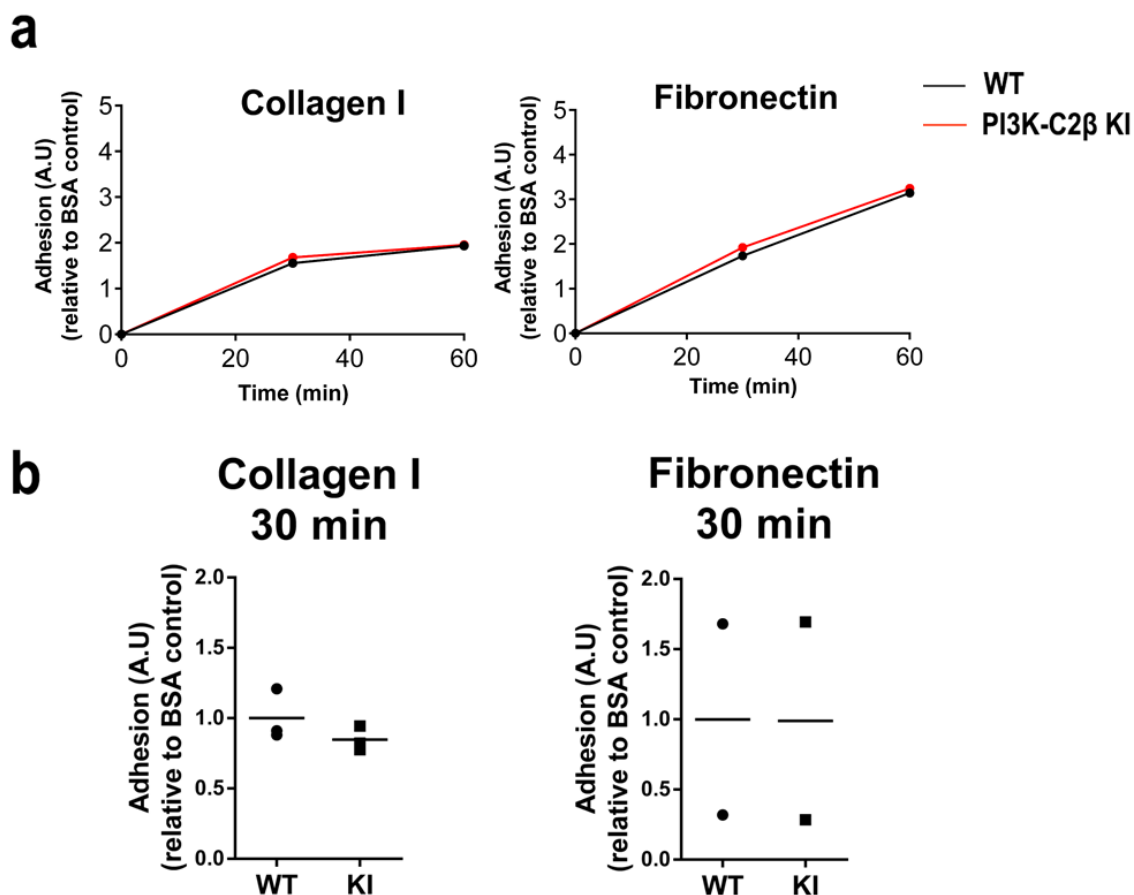 a
Collagen I
Adhesion (A.U)
(relative to BSA control)
5
4
3
2
1
0
0
20
40
60
Time (min)
Fibronectin
Adhesion (A.U)
(relative to BSA control)
5
4
3
2
1
0
0
20
40
60
Time (min)
WT
PI3K-C2β KI
b
Collagen I
30 min
Adhesion (A.U)
(relative to BSA control)
2.0
1.5
1.0
0.5
0.0
WT
KI
Fibronectin
30 min
Adhesion (A.U)
(relative to BSA control)
2.0
1.5
1.0
0.5
0.0
WT
KI